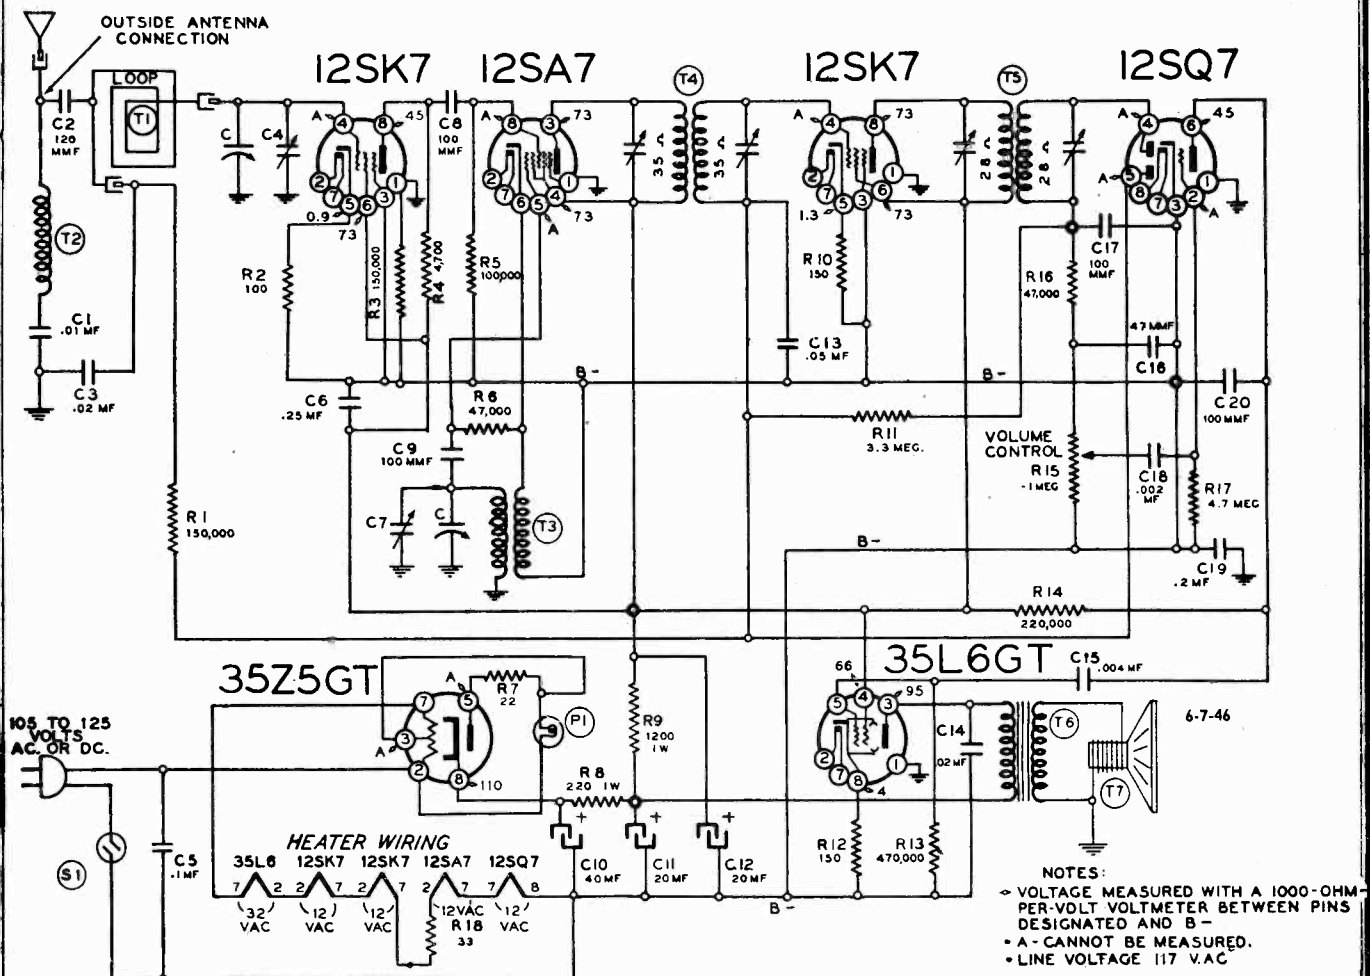 OUTSIDE ANTENNA
CONNECTION
LOOP
T1
C2
120
MMF
12SK7
12SA7
T4
12SK7
T5
12SQ7
C
C4
A
4
8
45
2
7
5
6
3
1
0.9
73
C8
100
MMF
A
8
3
73
2
7
6
5
4
1
73
A
35 Ω
35 Ω
A
4
8
73
2
7
5
3
6
1
1.3
73
28 Ω
28 Ω
A
4
6
45
A
5
8
7
3
2
1
A
T2
C1
.01 MF
C3
.02 MF
R2
100
R3 150,000
R4 4,700
R5
100,000
R10
150
C17
100
MMF
R16
47,000
47 MMF
C16
C13
.05 MF
B-
B-
C6
.25 MF
R6
47,000
C9
100 MMF
R11
3.3 MEG.
C20
100 MMF
VOLUME
CONTROL
R15
1 MEG
C18
.002
MF
R17
4.7 MEG
R1
150,000
C7
C
T3
B-
C19
.2 MF
R14
220,000
35Z5GT
A
7
5
3
2
8
A
110
R7
22
P1
R9
1200
1W
66
35L6GT
95
C15
.004 MF
5
4
3
2
7
8
1
4
C14
.02 MF
T6
6-7-46
T7
105 TO 125
VOLTS
AC. OR DC.
R8
220 1W
S1
C5
.1 MF
HEATER WIRING
35L6
12SK7
12SK7
12SA7
12SQ7
7
2
2
7
2
7
2
7
7
8
(32)
VAC
(12)
VAC
(12)
VAC
(12VAC)
R18
33
(12)
VAC
+
C10
40 MF
+
C11
20 MF
+
C12
20 MF
R12
150
R13
470,000
B-
NOTES:
VOLTAGE MEASURED WITH A 1000-OHM-
PER-VOLT VOLTMETER BETWEEN PINS
DESIGNATED AND B-
• A - CANNOT BE MEASURED.
• LINE VOLTAGE 117 V.AC